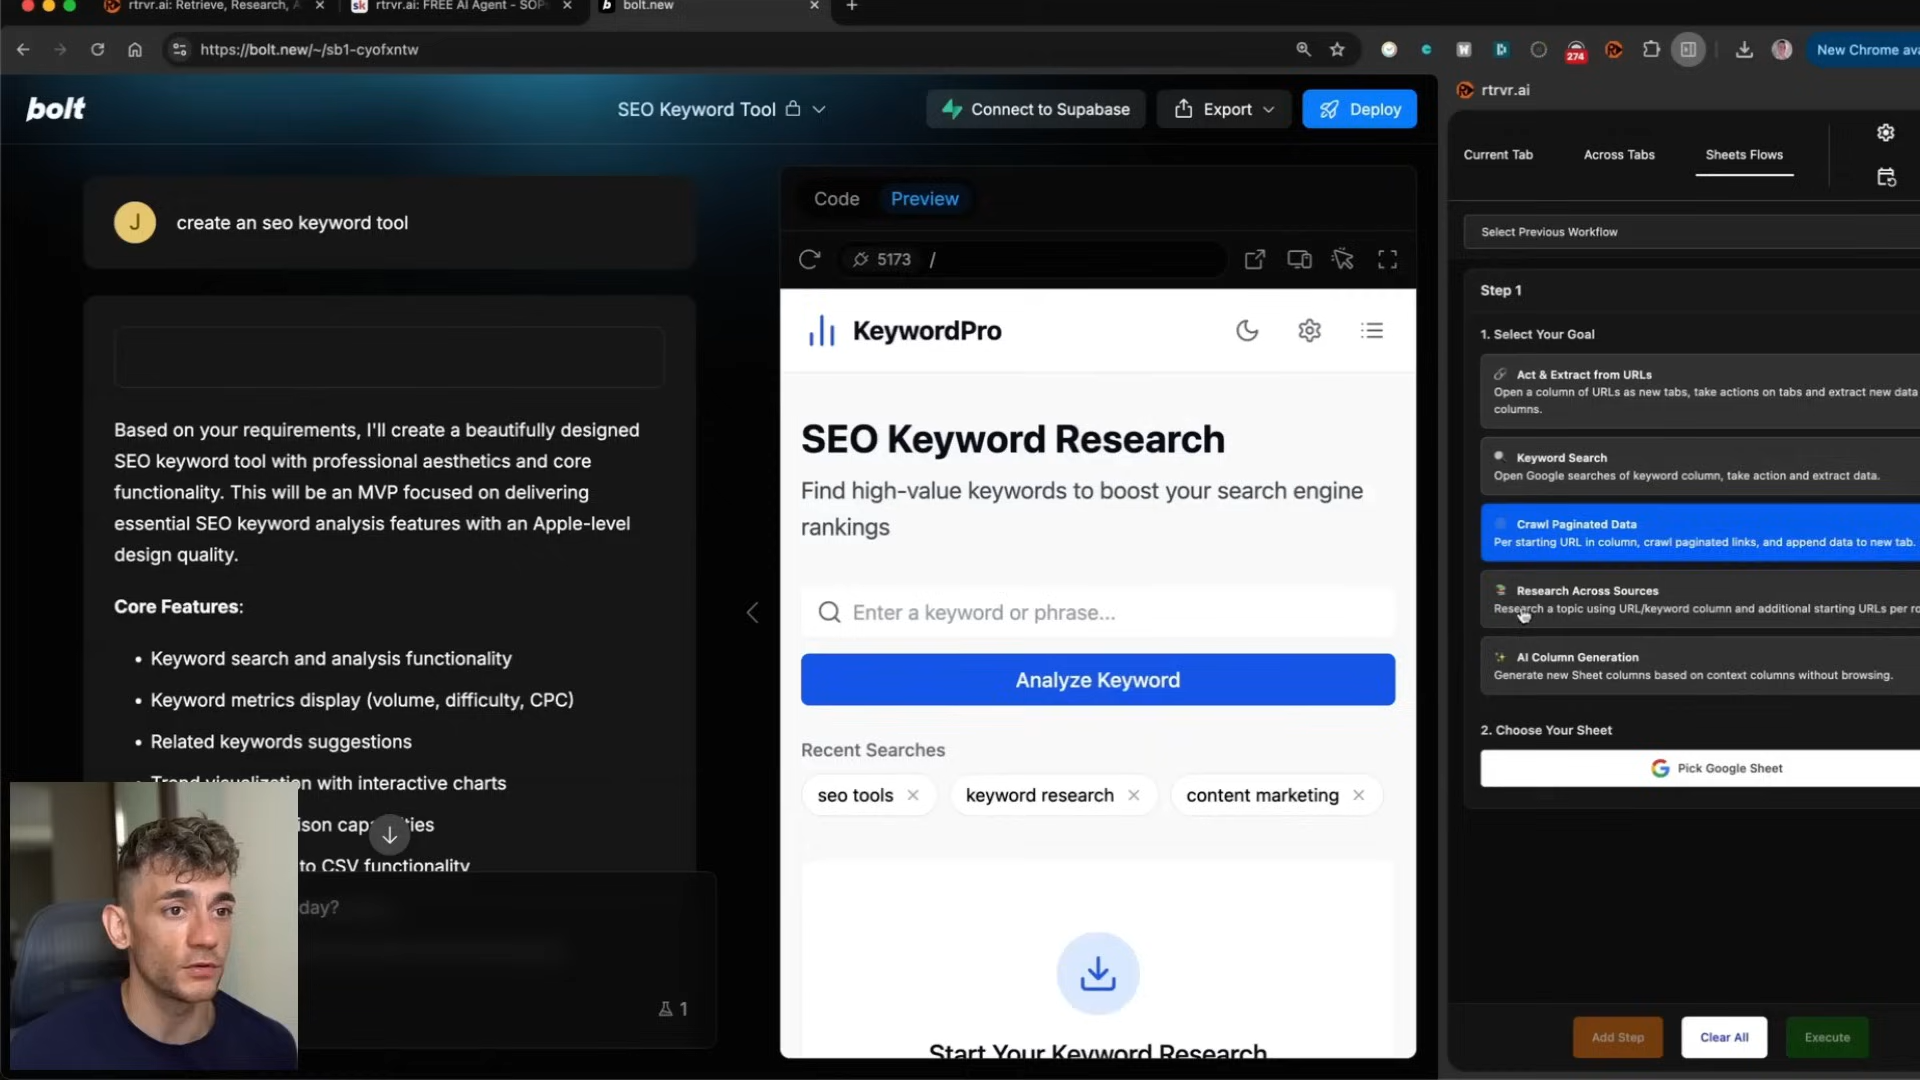 rtrvr.ai: Retrieve, Research, A
rtrvr.ai: FREE AI Agent - SOP
bolt.new
https://bolt.new/~/sb1-cyofxntw
274
New Chrome ava
bolt
SEO Keyword Tool
Connect to Supabase
Export
Deploy
J
create an seo keyword tool
Based on your requirements, I'll create a beautifully designed
SEO keyword tool with professional aesthetics and core
functionality. This will be an MVP focused on delivering
essential SEO keyword analysis features with an Apple-level
design quality.
Core Features:
• Keyword search and analysis functionality
• Keyword metrics display (volume, difficulty, CPC)
• Related keywords suggestions
• Trend visualization with interactive charts
to CSV functionality
day?
1
Code
Preview
5173
/
KeywordPro
SEO Keyword Research
Find high-value keywords to boost your search engine
rankings
Enter a keyword or phrase...
Analyze Keyword
Recent Searches
seo tools
keyword research
content marketing
Start Your Keyword Research
rtrvr.ai
Current Tab
Across Tabs
Sheets Flows
Select Previous Workflow
Step 1
1. Select Your Goal
Act & Extract from URLs
Open a column of URLs as new tabs, take actions on tabs and extract new data
columns.
Keyword Search
Open Google searches of keyword column, take action and extract data.
Crawl Paginated Data
Per starting URL in column, crawl paginated links, and append data to new tab.
Research Across Sources
Research a topic using URL/keyword column and additional starting URLs per ro
AI Column Generation
Generate new Sheet columns based on context columns without browsing.
2. Choose Your Sheet
Pick Google Sheet
Add Step
Clear All
Execute